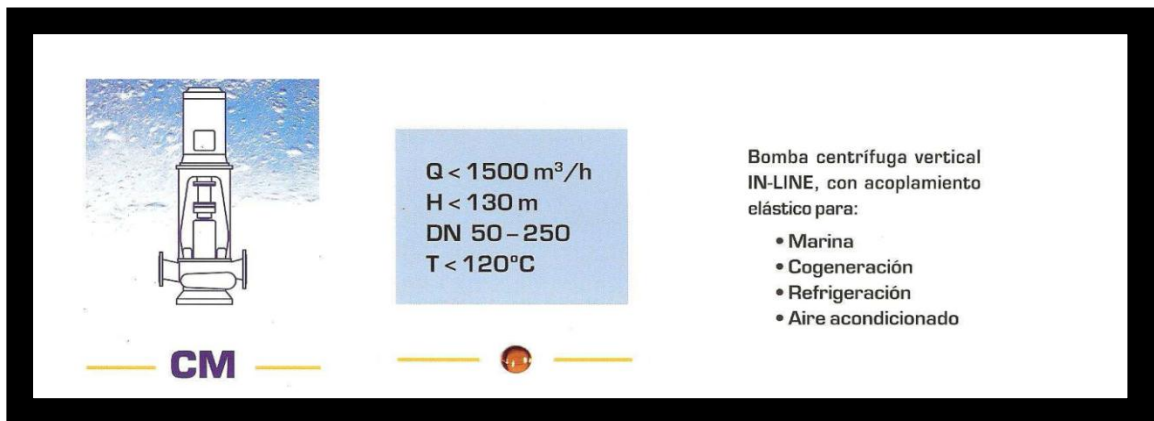 CM
Q < 1500 m³/h
H < 130 m
DN 50 – 250
T < 120ºC
Bomba centrífuga vertical
IN-LINE, con acoplamiento
elástico para:
• Marina
• Cogeneración
• Refrigeración
• Aire acondicionado